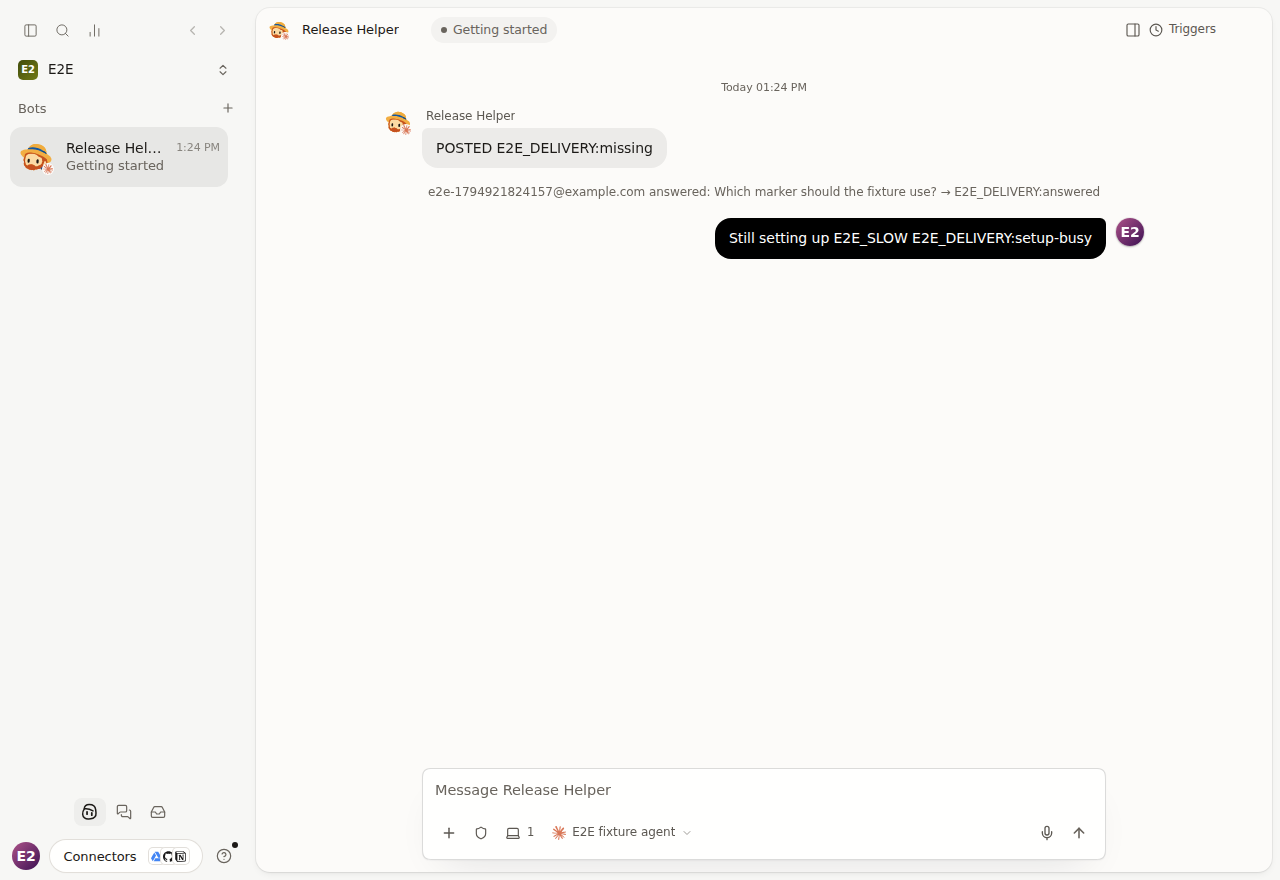 E2 E2E
Bots
Release Hel... 1:24 PM
Getting started
E2 Connectors
Release Helper Getting started Triggers
Today 01:24 PM
Release Helper
POSTED E2E_DELIVERY:missing
e2e-1794921824157@example.com answered: Which marker should the fixture use? → E2E_DELIVERY:answered
Still setting up E2E_SLOW E2E_DELIVERY:setup-busy E2
Message Release Helper
1 E2E fixture agent